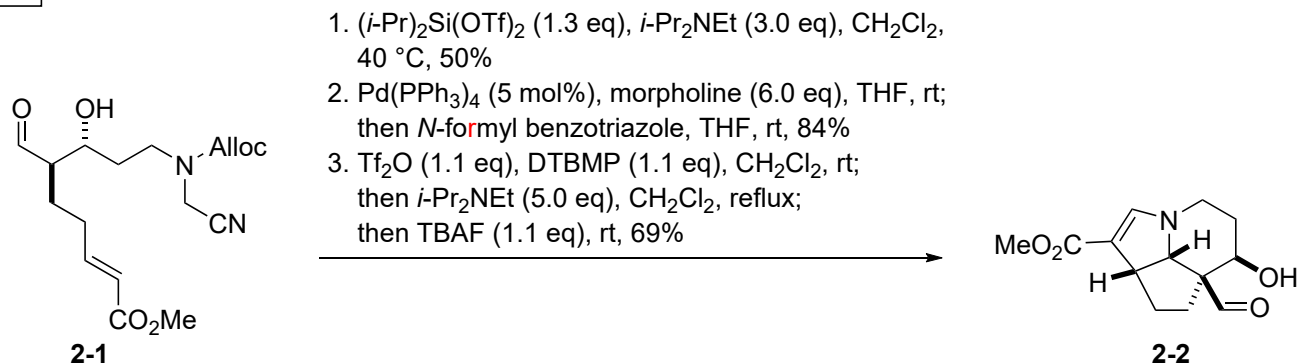 1. (i-Pr)2Si(OTf)2 (1.3 eq), i-Pr2NEt (3.0 eq), CH2Cl2,
40 °C, 50%
2. Pd(PPh3)4 (5 mol%), morpholine (6.0 eq), THF, rt;
then N-formyl benzotriazole, THF, rt, 84%
3. Tf2O (1.1 eq), DTBMP (1.1 eq), CH2Cl2, rt;
then i-Pr2NEt (5.0 eq), CH2Cl2, reflux;
then TBAF (1.1 eq), rt, 69%
O
OH
N
Alloc
CN
CO2Me
2-1
N
MeO2C
H
H
OH
O
2-2